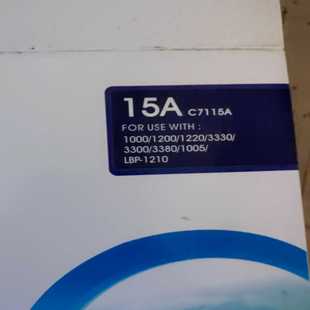 15A C7115A
FOR USE WITH :
1000/1200/1220/3330/
3300/3380/1005/
LBP-1210